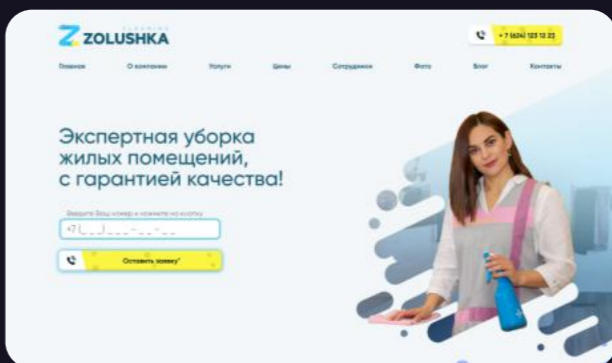 CLEANING
ZOLUSHKA
+ 7 (624) 123 12 23
Главная О компании Услуги Цены Сотрудники Фото Блог Контакты
Экспертная уборка
жилых помещений,
с гарантией качества!
Введите Ваш номер и нажмите на кнопку
+7 (_ _ _) _ _ _ - _ _ - _ _
Оставить заявку*